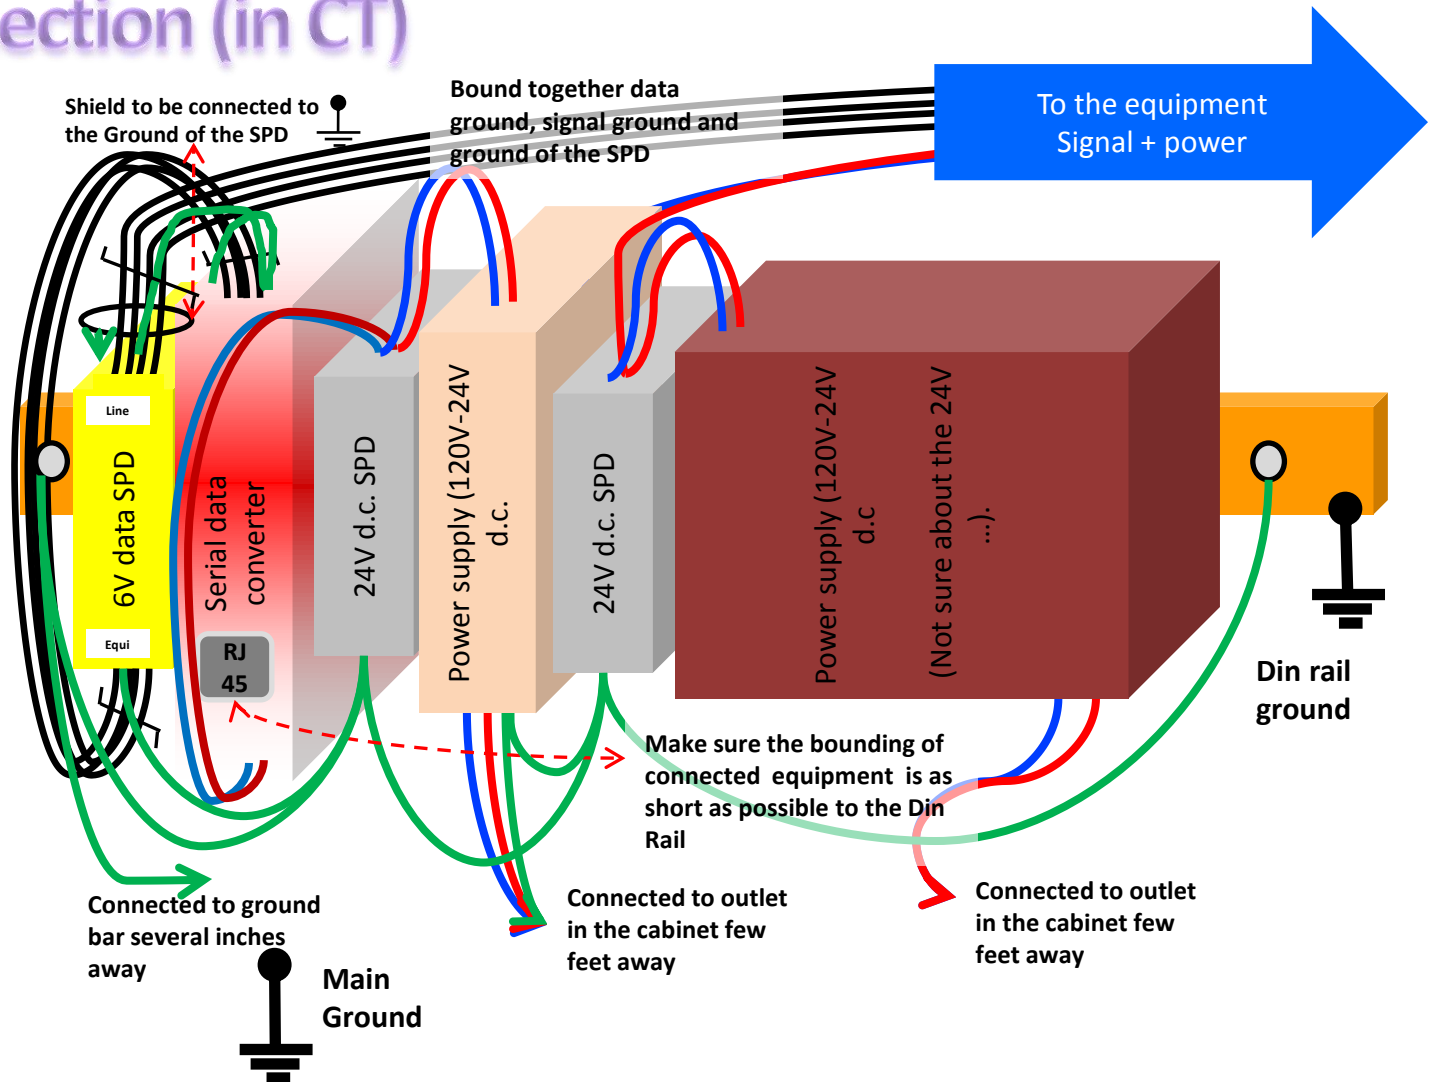 ection (in CT)
Shield to be connected to
the Ground of the SPD
Bound together data
ground, signal ground and
ground of the SPD
To the equipment
Signal + power
Line
6V data SPD
Equi
Serial data
converter
RJ
45
24V d.c. SPD
Power supply (120V-24V
d.c.
24V d.c. SPD
Power supply (120V-24V
d.c
(Not sure about the 24V
...).
Din rail
ground
Make sure the bounding of
connected equipment is as
short as possible to the Din
Rail
Connected to ground
bar several inches
away
Connected to outlet
in the cabinet few
feet away
Connected to outlet
in the cabinet few
feet away
Main
Ground